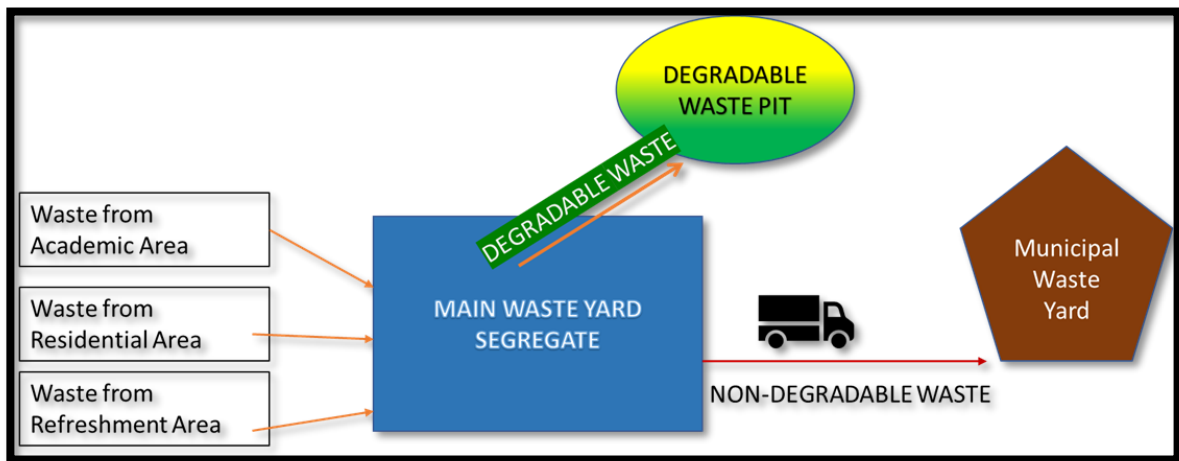 DEGRADABLE
WASTE PIT
DEGRADABLE WASTE
Waste from
Academic Area
Waste from
Residential Area
Waste from
Refreshment Area
MAIN WASTE YARD
SEGREGATE
NON-DEGRADABLE WASTE
Municipal
Waste
Yard